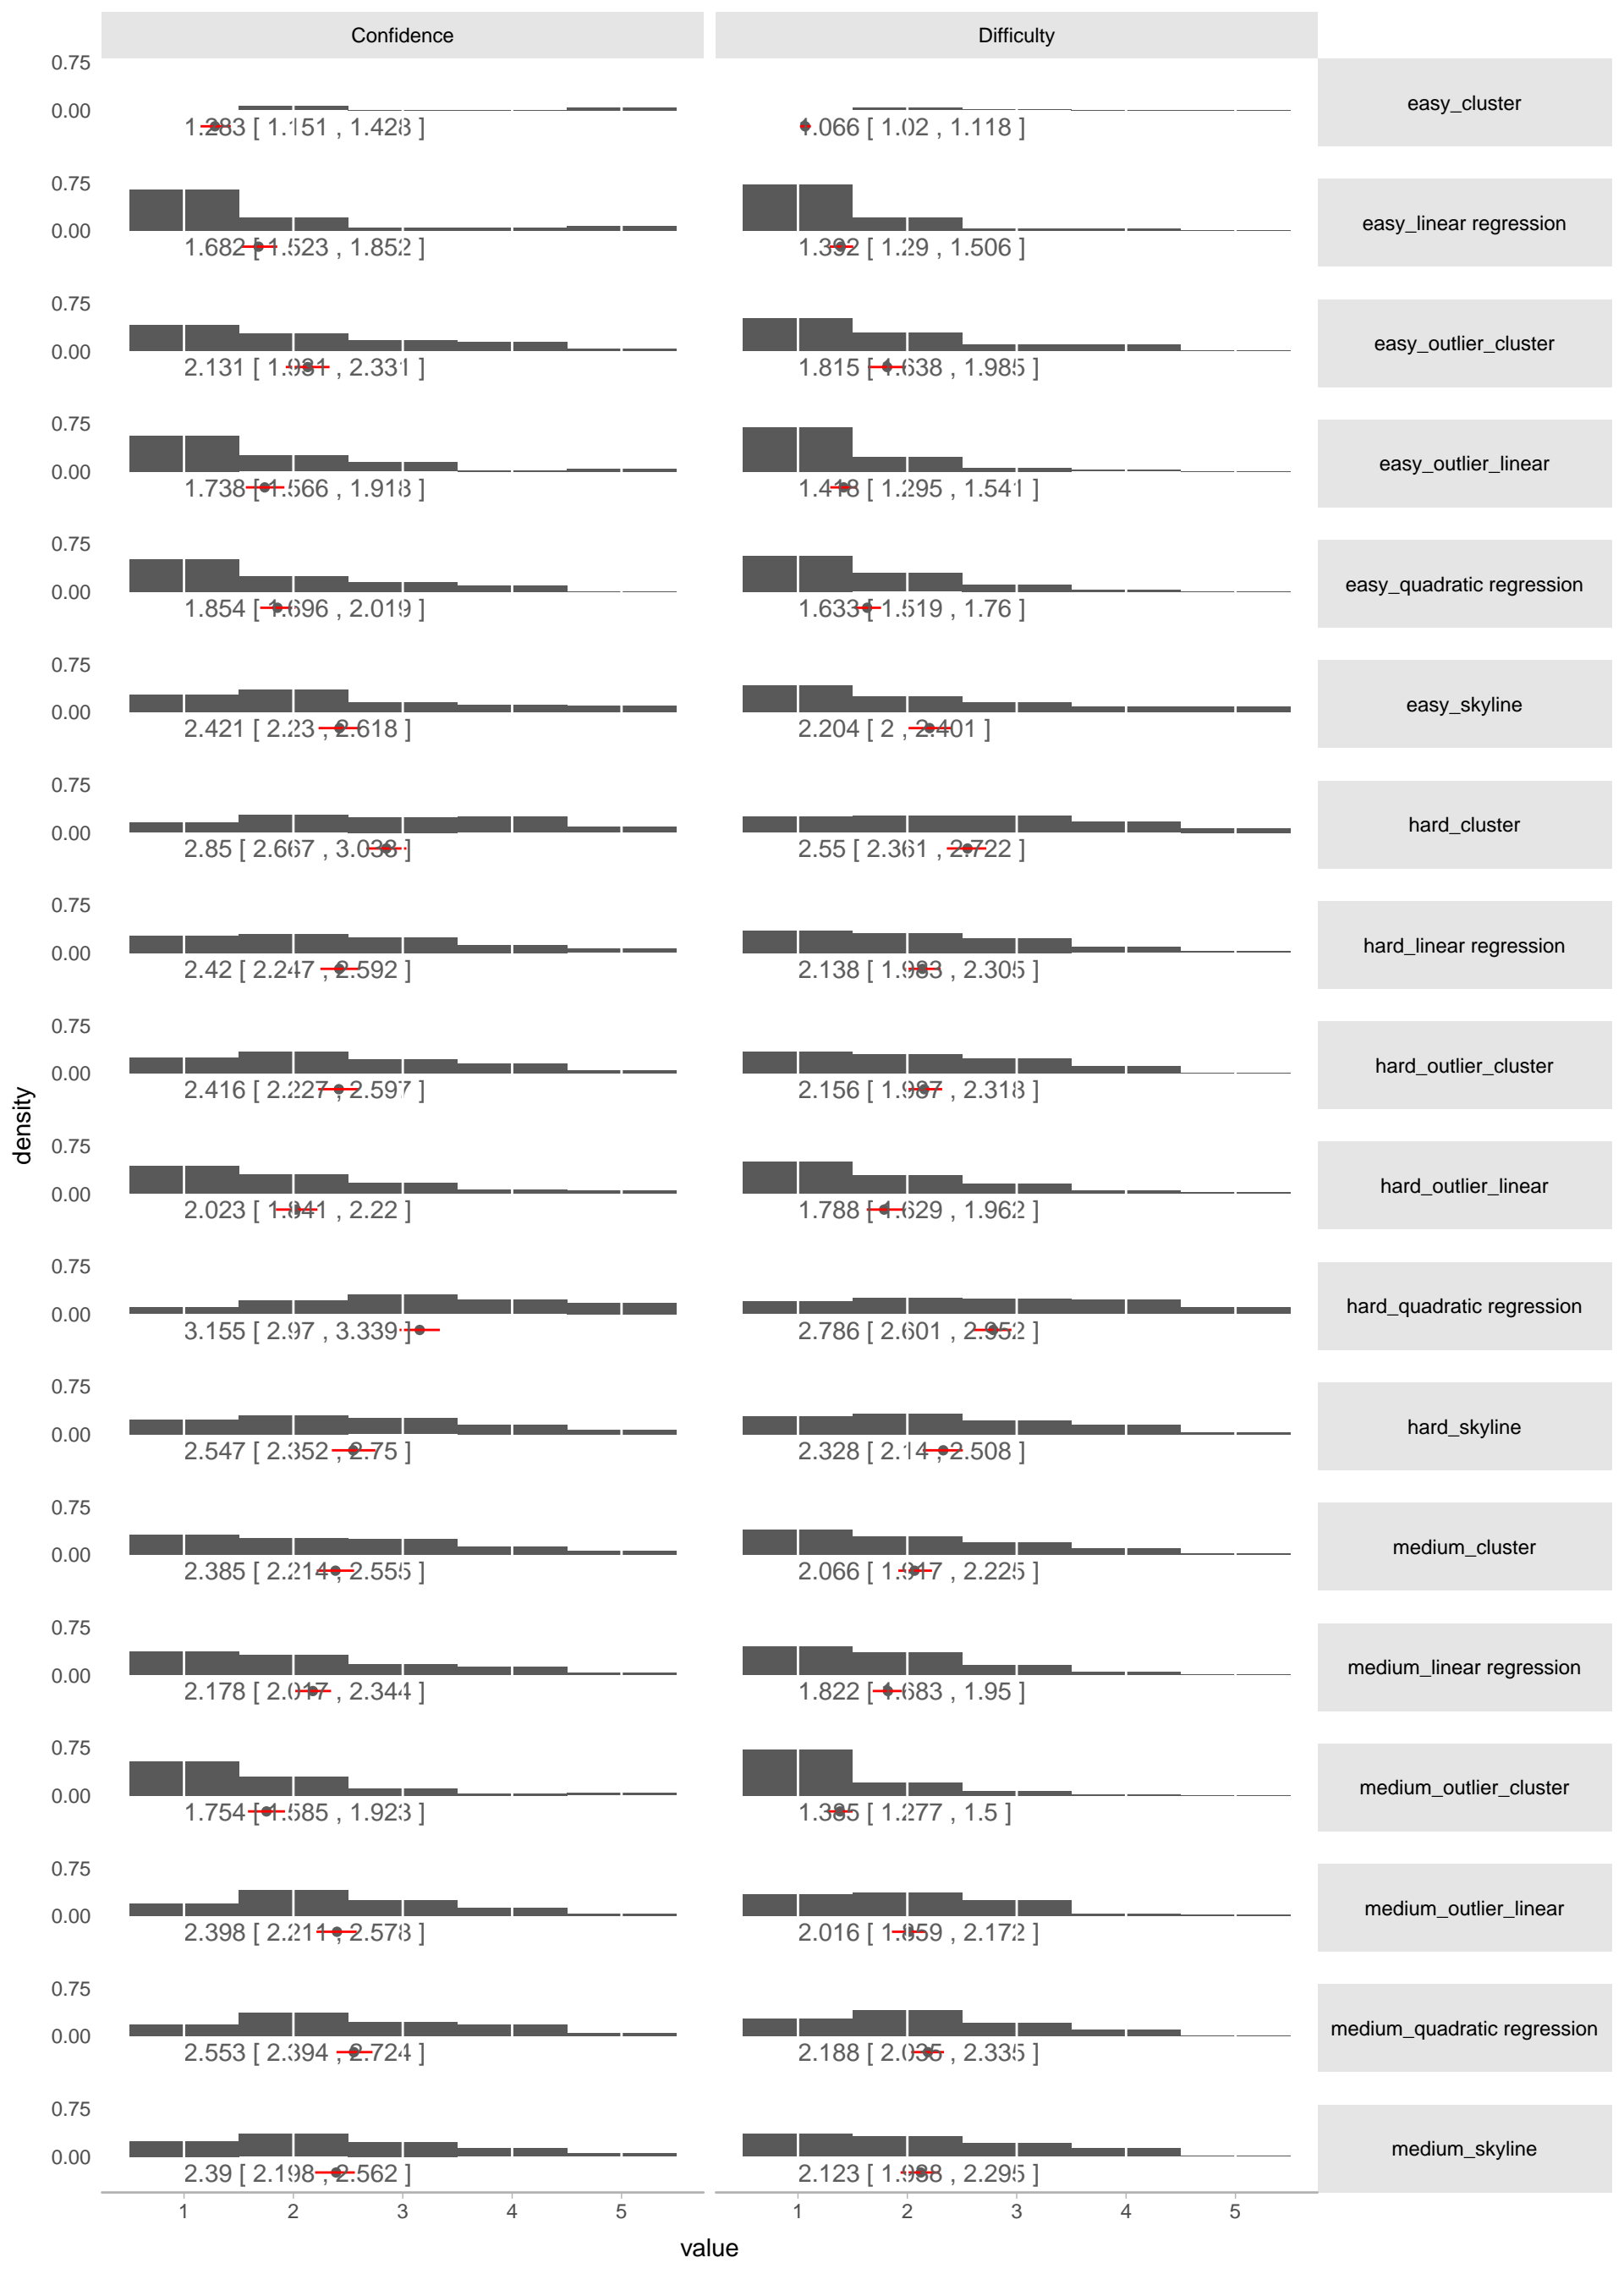 Confidence Difficulty
0.75
0.00
easy_cluster
1.283 [ 1.151 , 1.428 ] 1.066 [ 1.02 , 1.118 ]
0.75
0.00
easy_linear regression
1.682 [ 1.523 , 1.852 ] 1.392 [ 1.29 , 1.506 ]
0.75
0.00
easy_outlier_cluster
2.131 [ 1.931 , 2.331 ] 1.815 [ 1.638 , 1.985 ]
0.75
0.00
easy_outlier_linear
1.738 [ 1.566 , 1.918 ] 1.418 [ 1.295 , 1.541 ]
0.75
0.00
easy_quadratic regression
1.854 [ 1.696 , 2.019 ] 1.633 [ 1.519 , 1.76 ]
0.75
0.00
easy_skyline
2.421 [ 2.23 , 2.618 ] 2.204 [ 2 , 2.401 ]
0.75
0.00
hard_cluster
2.85 [ 2.667 , 3.038 ] 2.55 [ 2.361 , 2.722 ]
0.75
0.00
hard_linear regression
2.42 [ 2.247 , 2.592 ] 2.138 [ 1.983 , 2.305 ]
0.75
0.00
hard_outlier_cluster
2.416 [ 2.227 , 2.597 ] 2.156 [ 1.987 , 2.318 ]
0.75
0.00
hard_outlier_linear
2.023 [ 1.841 , 2.22 ] 1.788 [ 1.629 , 1.962 ]
0.75
0.00
hard_quadratic regression
3.155 [ 2.97 , 3.339 ] 2.786 [ 2.601 , 2.952 ]
0.75
0.00
hard_skyline
2.547 [ 2.352 , 2.75 ] 2.328 [ 2.14 , 2.508 ]
0.75
0.00
medium_cluster
2.385 [ 2.214 , 2.555 ] 2.066 [ 1.917 , 2.225 ]
0.75
0.00
medium_linear regression
2.178 [ 2.017 , 2.344 ] 1.822 [ 1.683 , 1.95 ]
0.75
0.00
medium_outlier_cluster
1.754 [ 1.585 , 1.923 ] 1.385 [ 1.277 , 1.5 ]
0.75
0.00
medium_outlier_linear
2.398 [ 2.211 , 2.578 ] 2.016 [ 1.859 , 2.172 ]
0.75
0.00
medium_quadratic regression
2.553 [ 2.394 , 2.724 ] 2.188 [ 2.035 , 2.335 ]
0.75
0.00
medium_skyline
2.39 [ 2.198 , 2.562 ] 2.123 [ 1.938 , 2.295 ]
1 2 3 4 5 1 2 3 4 5
value
density